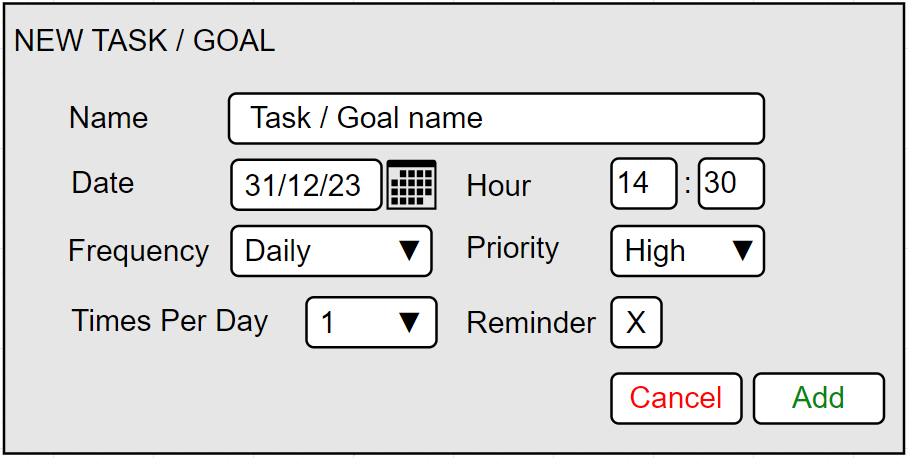 NEW TASK / GOAL
Name Task / Goal name
Date 31/12/23 Hour 14 : 30
Frequency Daily ▼ Priority High ▼
Times Per Day 1 ▼ Reminder X
Cancel Add